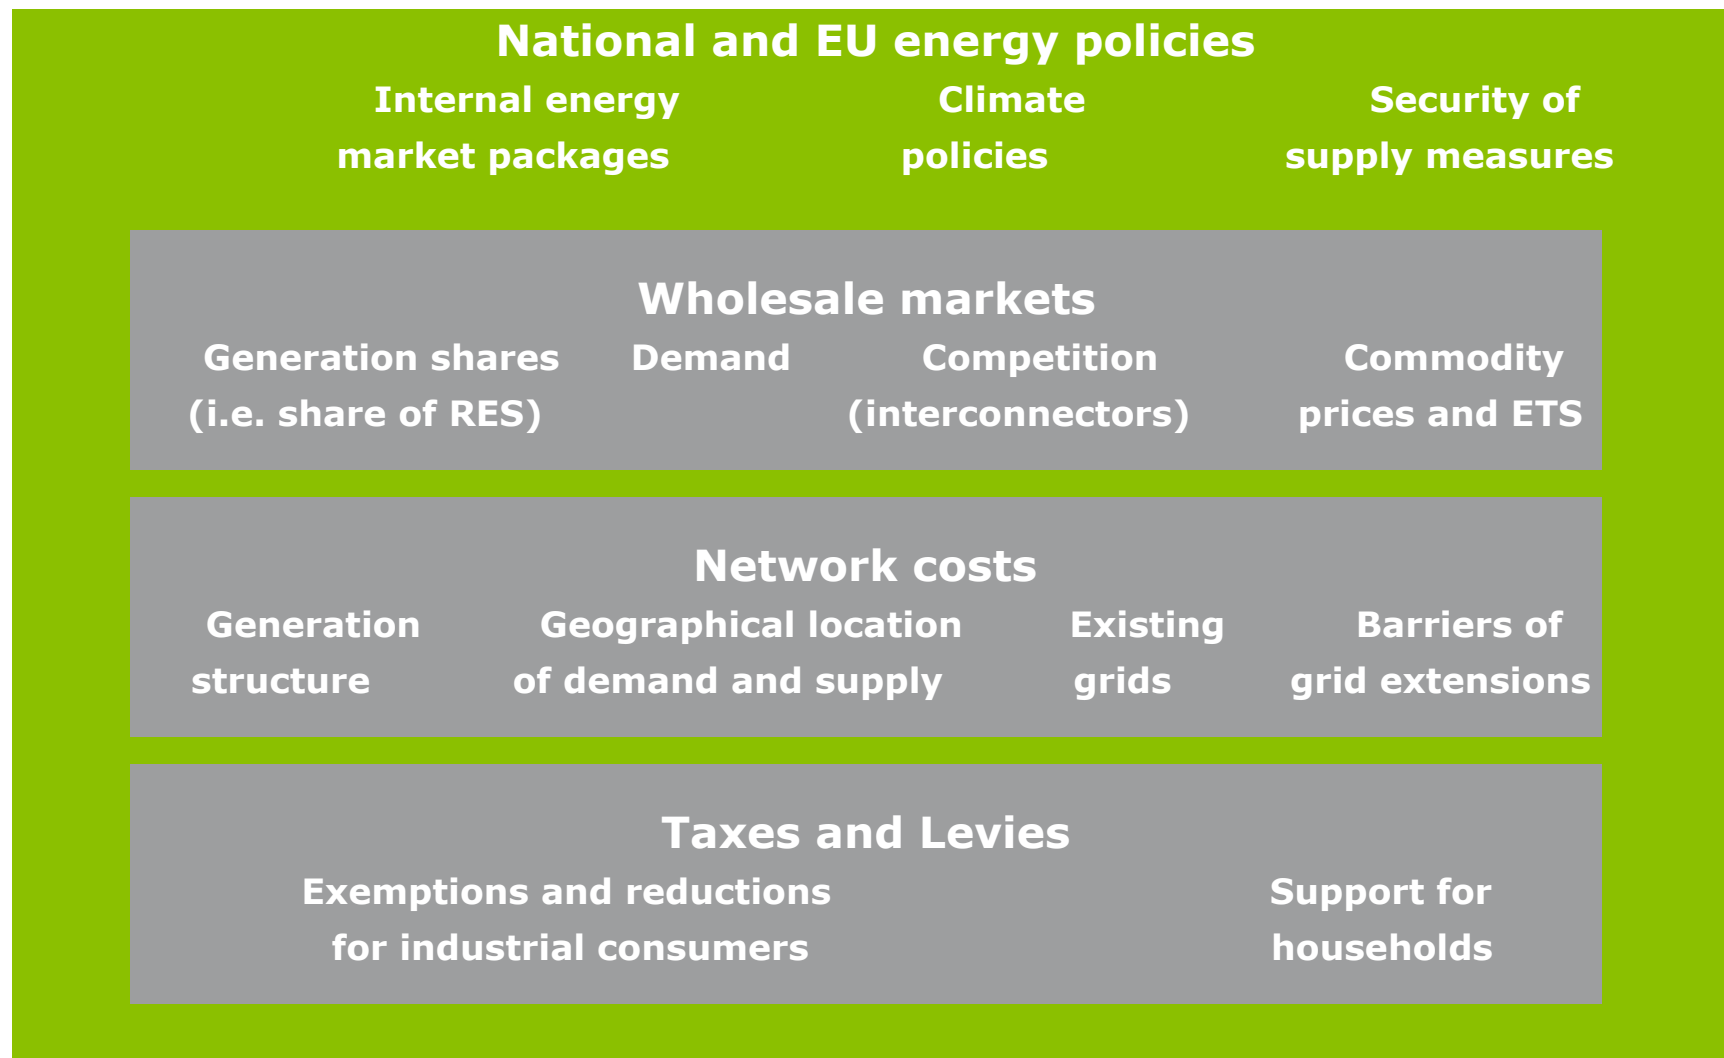 National and EU energy policies
Internal energy Climate Security of
market packages policies supply measures
Wholesale markets
Generation shares Demand Competition Commodity
(i.e. share of RES) (interconnectors) prices and ETS
Network costs
Generation Geographical location Existing Barriers of
structure of demand and supply grids grid extensions
Taxes and Levies
Exemptions and reductions Support for
for industrial consumers households